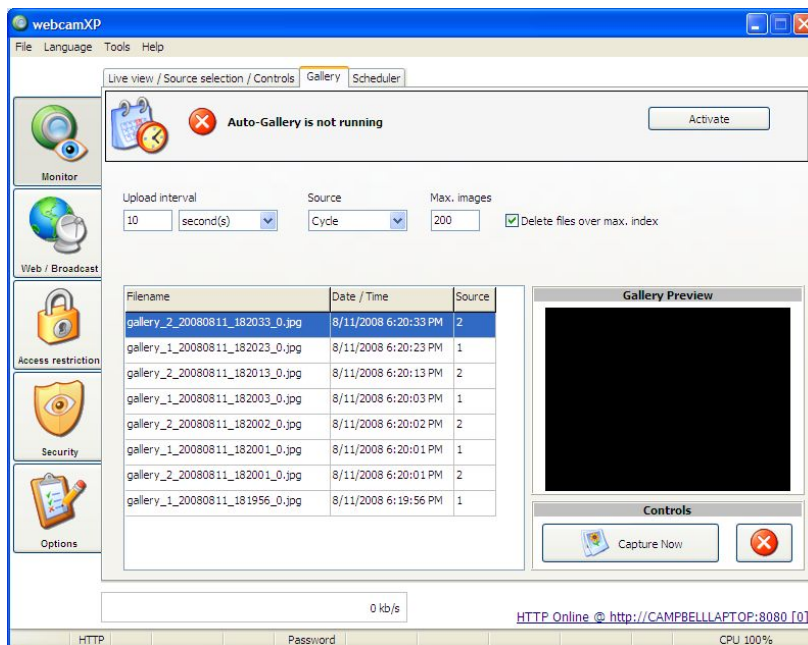 webcamXP
File Language Tools Help
Live view / Source selection / Controls Gallery Scheduler
Auto-Gallery is not running Activate
Monitor
Upload interval Source Max. images
10 second(s) Cycle 200 Delete files over max. index
Web / Broadcast
Filename Date / Time Source Gallery Preview
gallery_2_20080811_182033_0.jpg 8/11/2008 6:20:33 PM 2
gallery_1_20080811_182023_0.jpg 8/11/2008 6:20:23 PM 1
Access restriction
gallery_2_20080811_182013_0.jpg 8/11/2008 6:20:13 PM 2
gallery_1_20080811_182003_0.jpg 8/11/2008 6:20:03 PM 1
gallery_2_20080811_182002_0.jpg 8/11/2008 6:20:02 PM 2
gallery_1_20080811_182001_0.jpg 8/11/2008 6:20:01 PM 1
Security
gallery_2_20080811_182001_0.jpg 8/11/2008 6:20:01 PM 2
gallery_1_20080811_181956_0.jpg 8/11/2008 6:19:56 PM 1
Controls
Options
Capture Now
0 kb/s
HTTP Online @ http://CAMPBELLLAPTOP:8080 [0]
HTTP Password CPU 100%